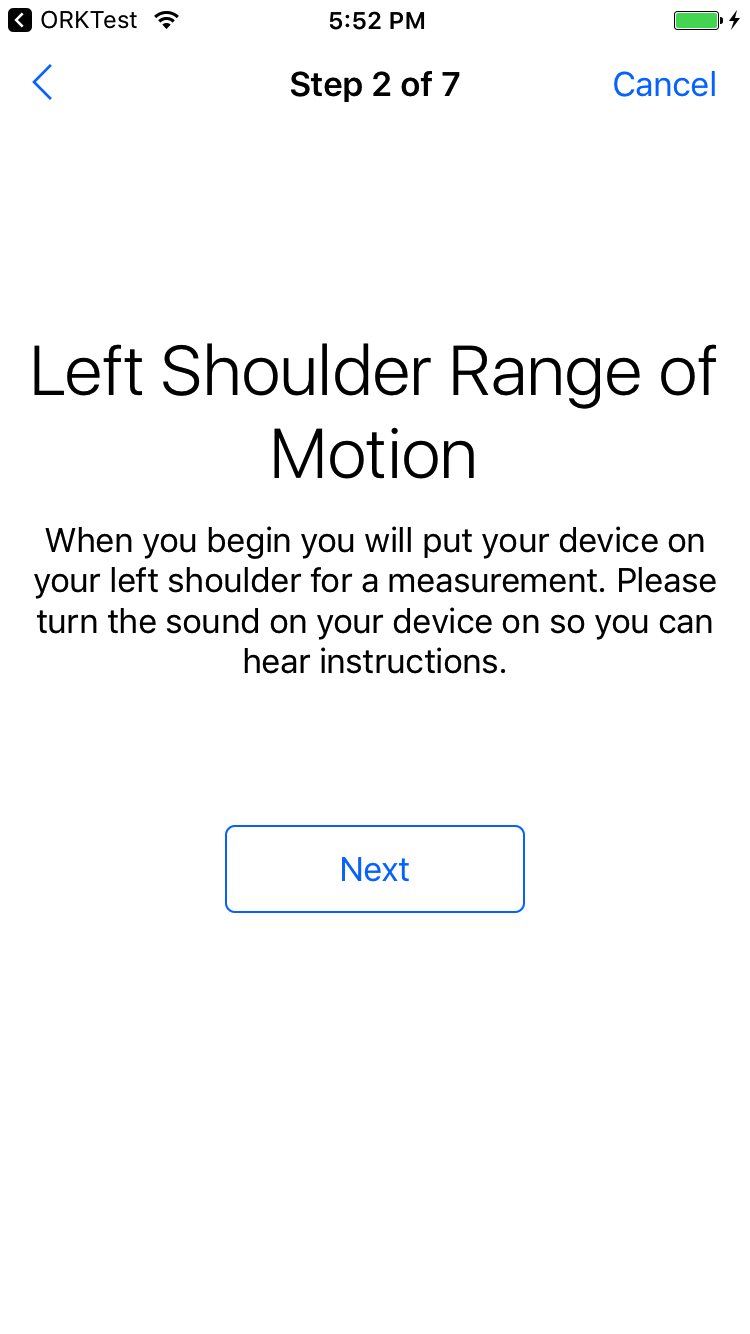 ORKTest 5:52 PM
Step 2 of 7 Cancel
Left Shoulder Range of
Motion
When you begin you will put your device on
your left shoulder for a measurement. Please
turn the sound on your device on so you can
hear instructions.
Next